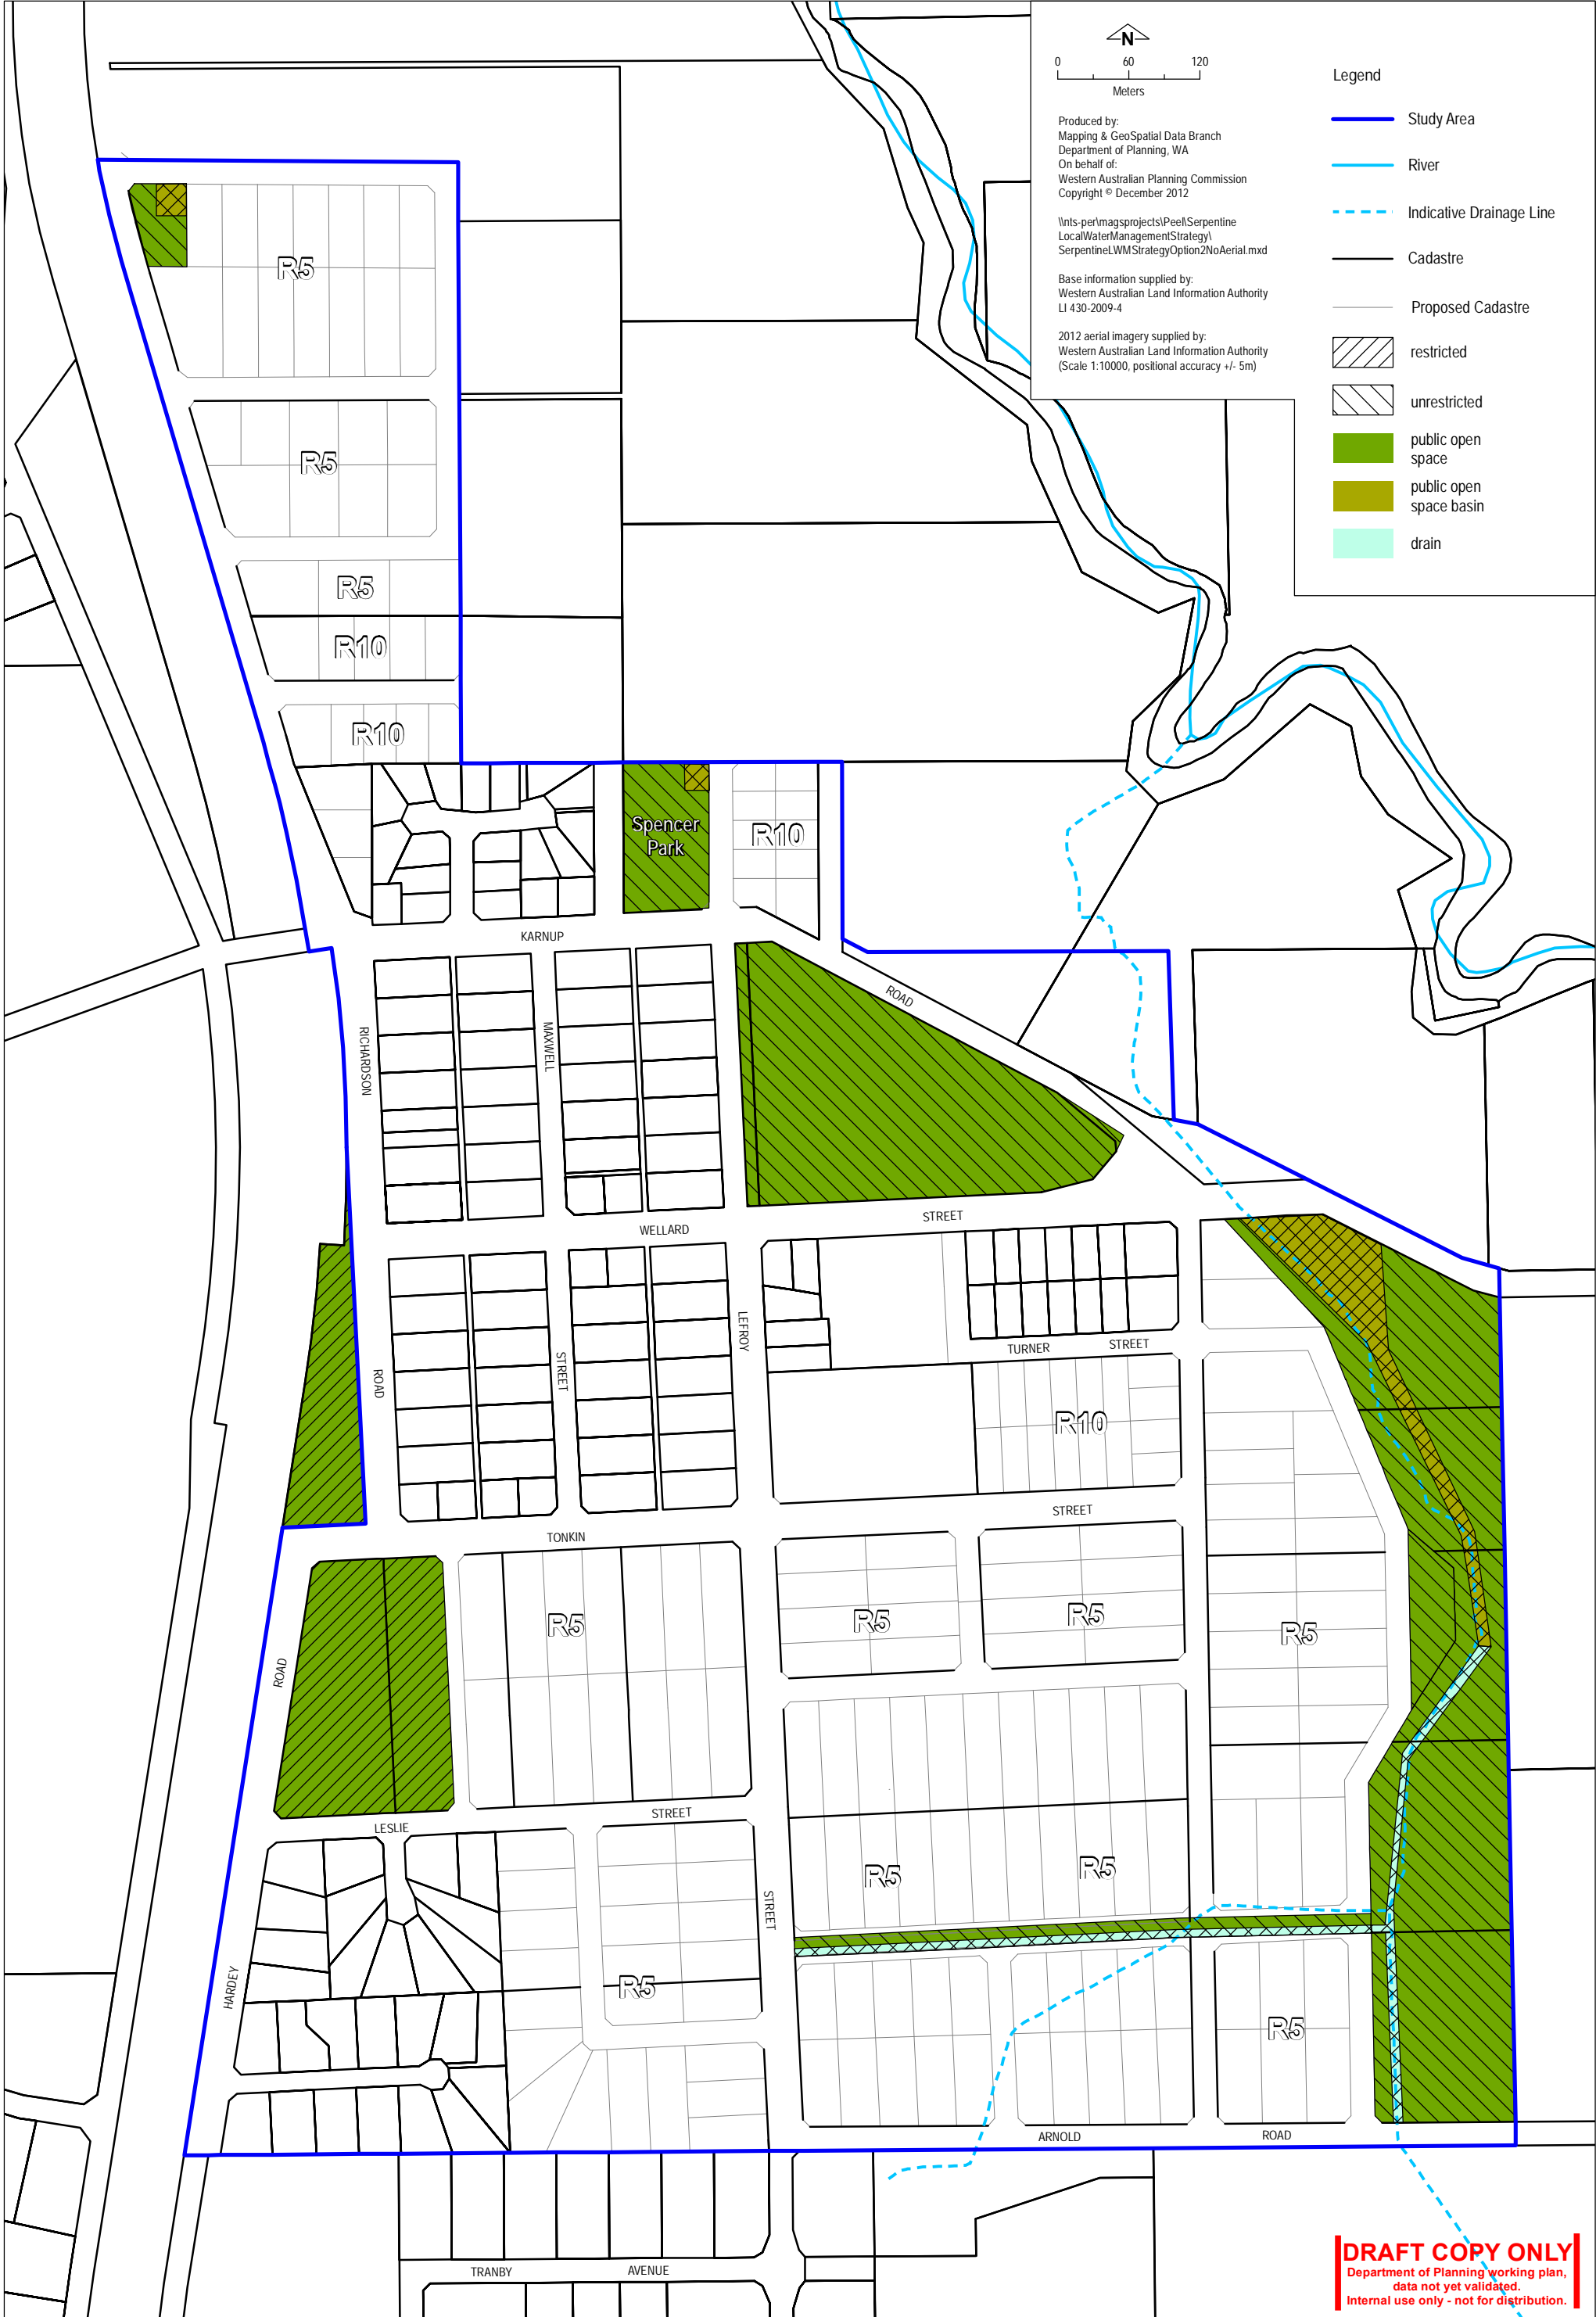 N
0 60 120
Meters
Produced by:
Mapping & GeoSpatial Data Branch
Department of Planning, WA
On behalf of:
Western Australian Planning Commission
Copyright © December 2012
\\nts-per\magsprojects\Peel\Serpentine
LocalWaterManagementStrategy\
SerpentineLWMStrategyOption2NoAerial.mxd
Base information supplied by:
Western Australian Land Information Authority
LI 430-2009-4
2012 aerial imagery supplied by:
Western Australian Land Information Authority
(Scale 1:10000, positional accuracy +/- 5m)
Legend
Study Area
River
Indicative Drainage Line
Cadastre
Proposed Cadastre
restricted
unrestricted
public open
space
public open
space basin
drain
R5
R5
R5
R10
R10
Spencer
Park
R10
KARNUP
ROAD
RICHARDSON
MAXWELL
WELLARD
STREET
LEFROY
TURNER
STREET
ROAD
STREET
R10
TONKIN
STREET
R5
R5
R5
R5
ROAD
LESLIE
STREET
R5
R5
STREET
HARDEY
R5
R5
ARNOLD
ROAD
TRANBY
AVENUE
DRAFT COPY ONLY
Department of Planning working plan,
data not yet validated.
Internal use only - not for distribution.